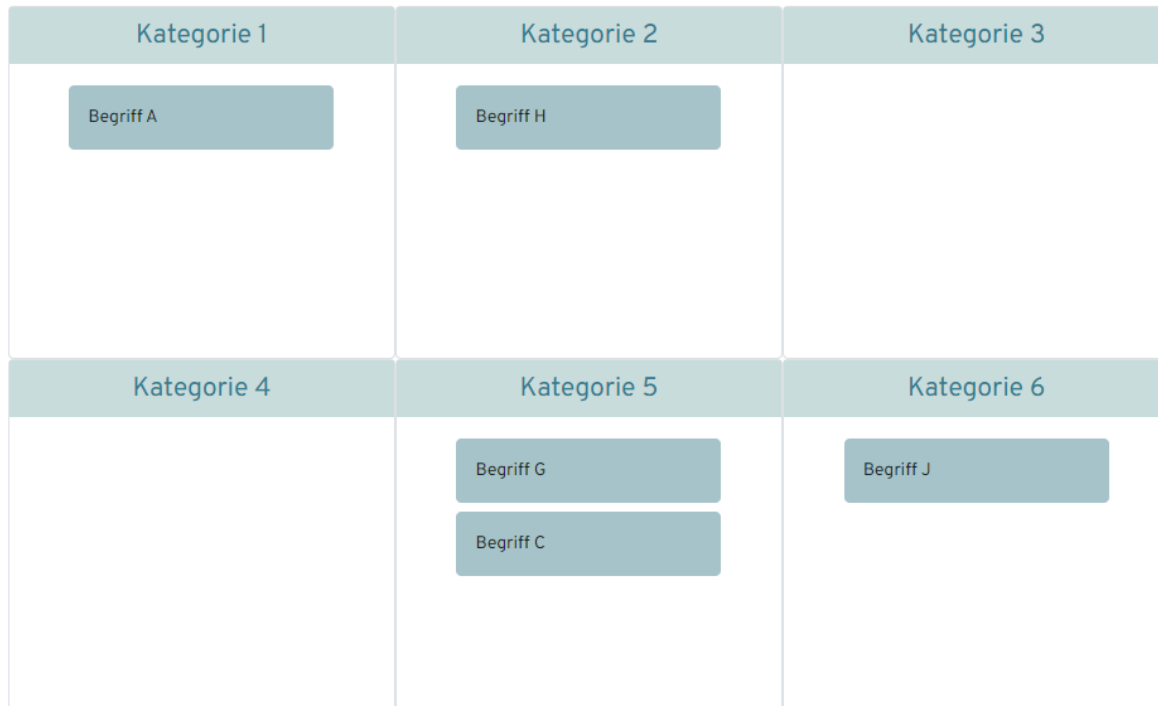 Kategorie 1
Kategorie 2
Kategorie 3
Begriff A
Begriff H
Kategorie 4
Kategorie 5
Kategorie 6
Begriff G
Begriff J
Begriff C